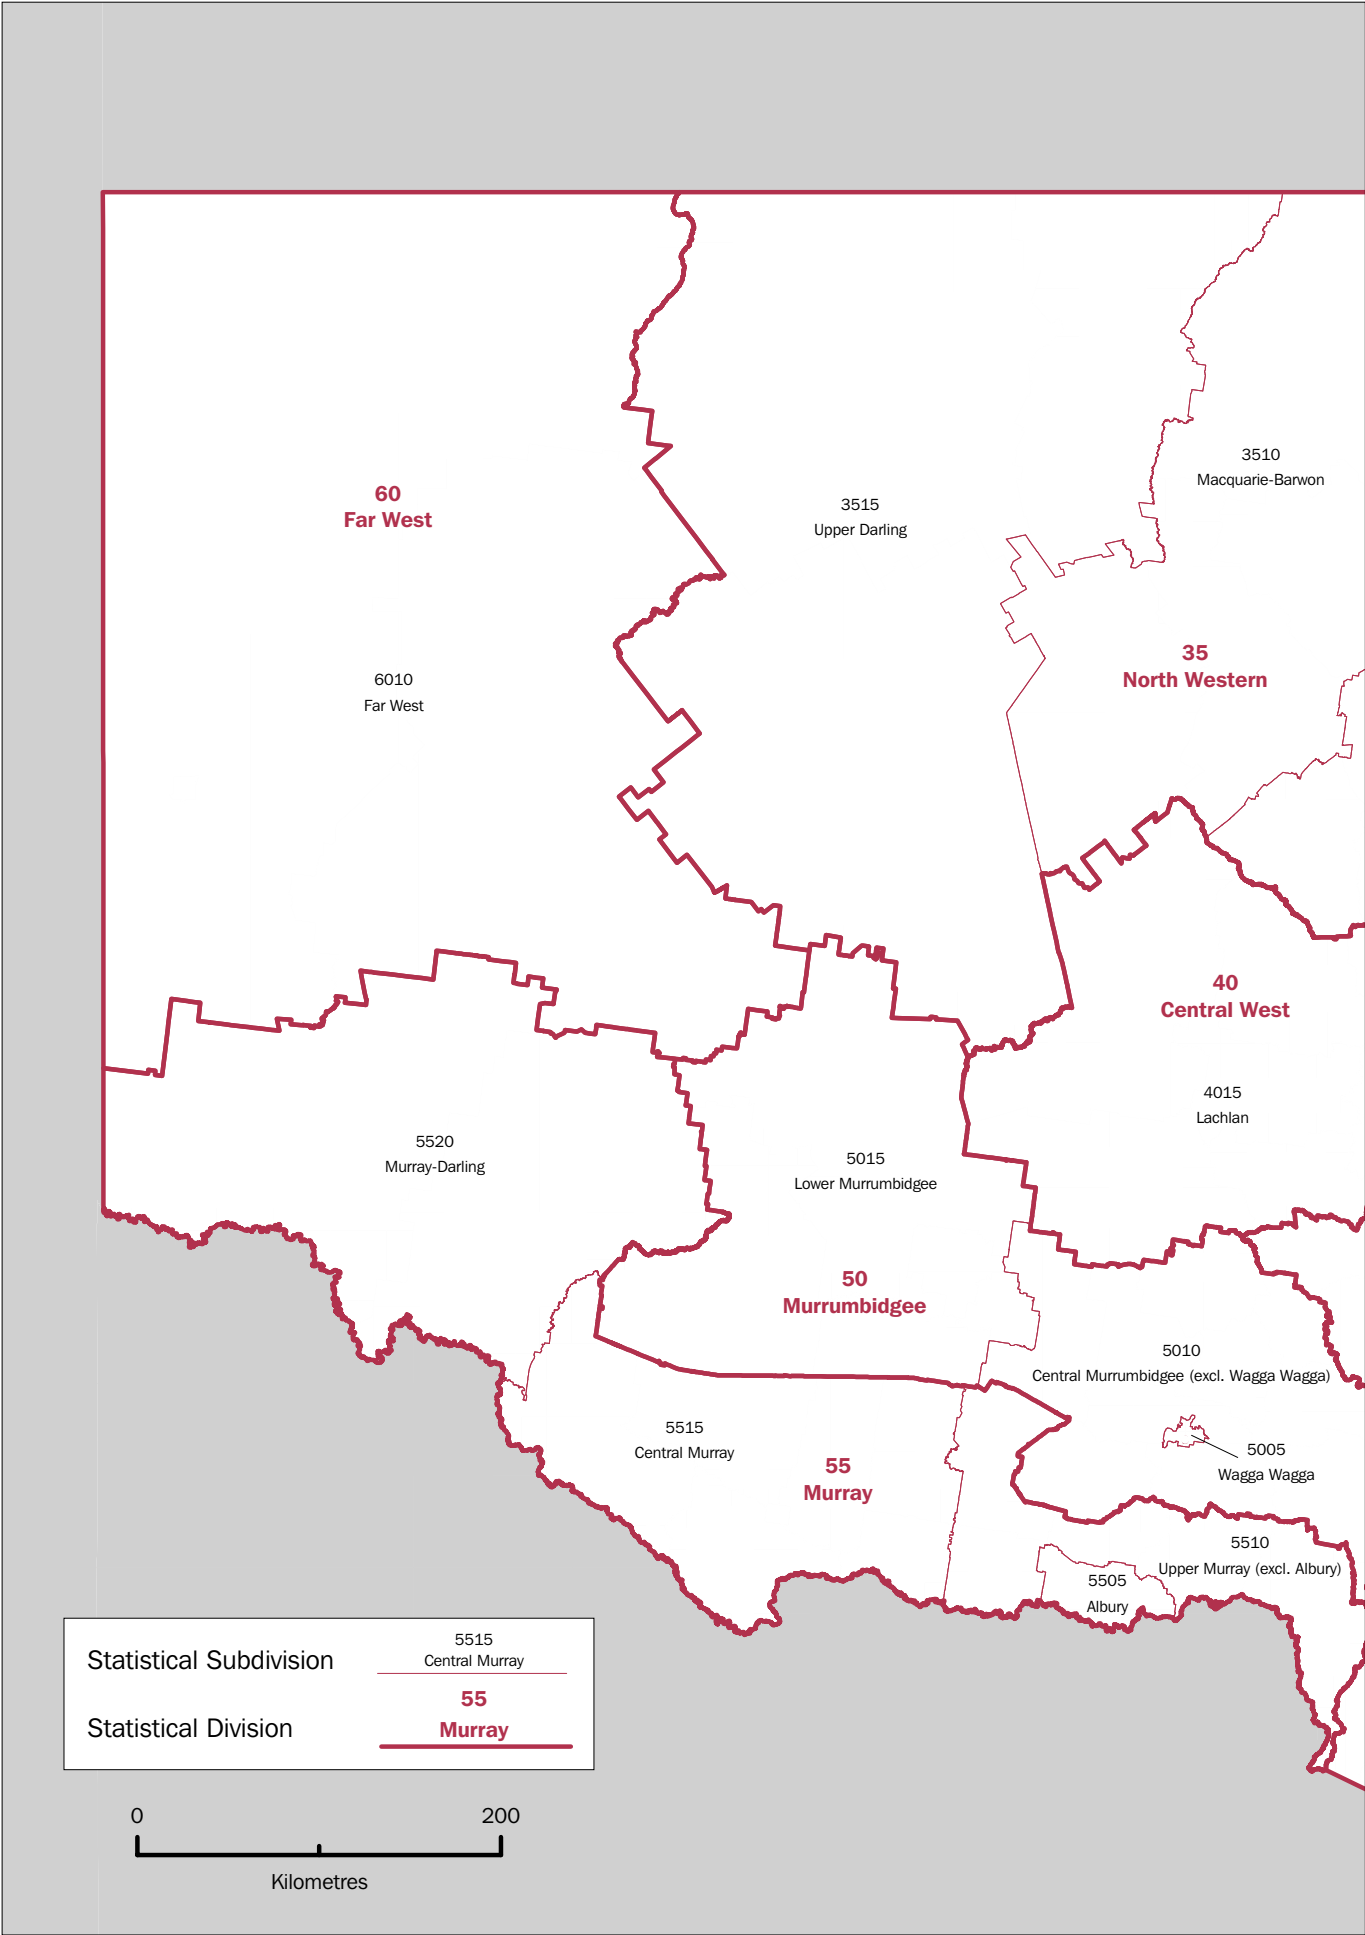 3510
Macquarie-Barwon
60
Far West
3515
Upper Darling
35
North Western
6010
Far West
40
Central West
4015
Lachlan
5520
Murray-Darling
5015
Lower Murrumbidgee
50
Murrumbidgee
5010
Central Murrumbidgee (excl. Wagga Wagga)
5515
Central Murray
5005
Wagga Wagga
55
Murray
5510
Upper Murray (excl. Albury)
5505
Albury
Statistical Subdivision
5515
Central Murray
Statistical Division
55
Murray
0 200
Kilometres